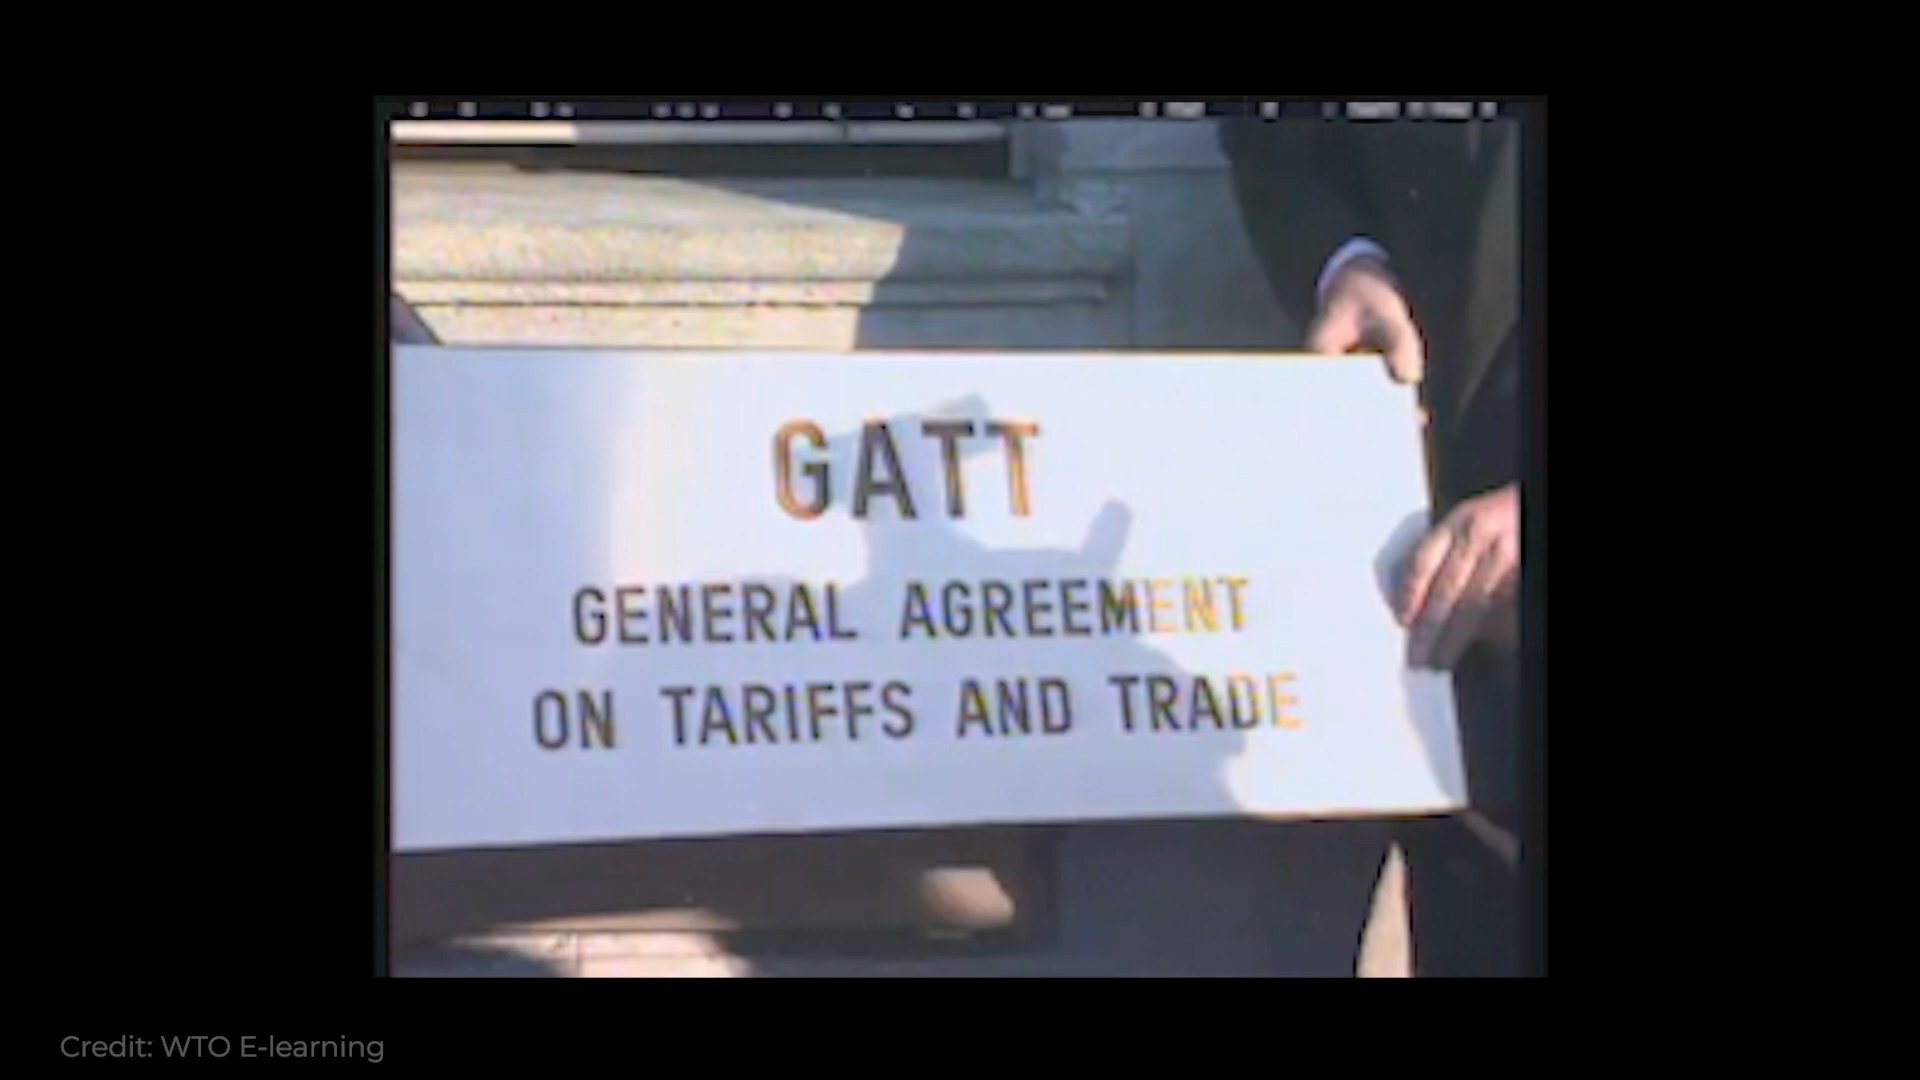 GATT
GENERAL AGREEMENT
ON TARIFFS AND TRADE
Credit: WTO E-learning